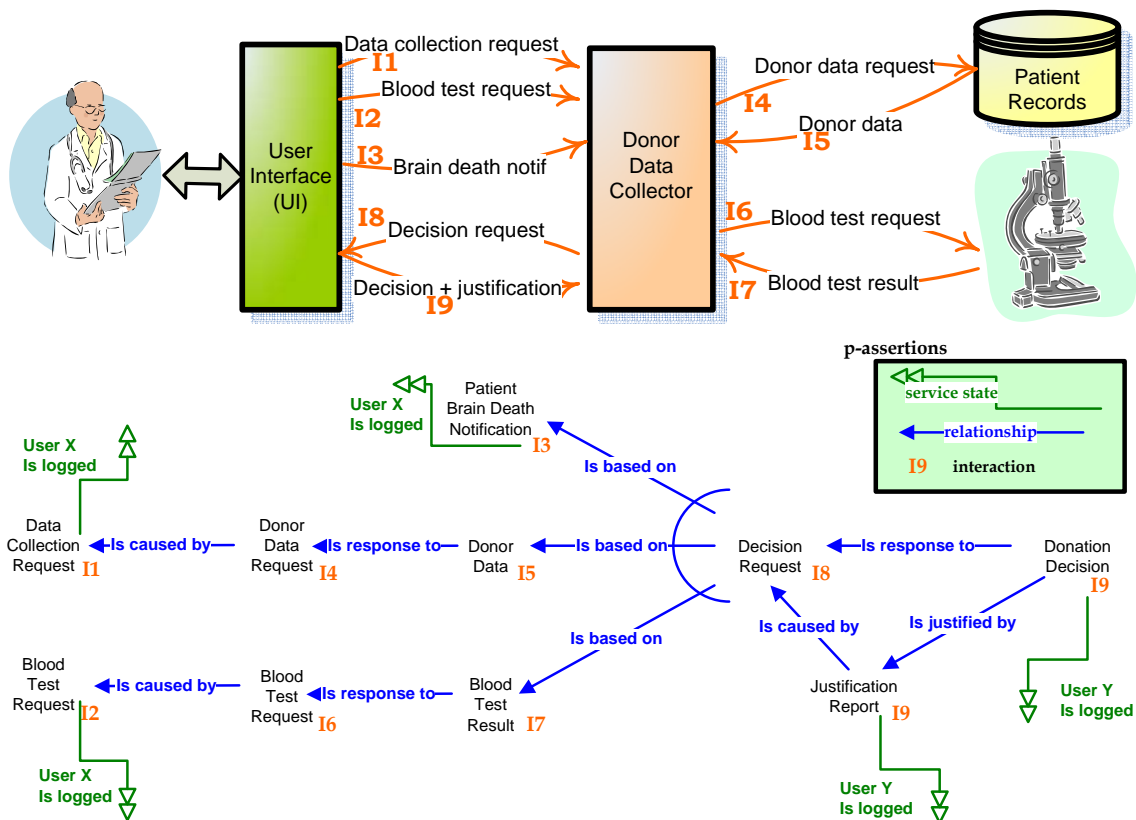 Data collection request
I1
Blood test request
I2
I3
Brain death notif
I8
Decision request
Decision + justification
I9
User
Interface
(UI)
Donor
Data
Collector
Donor data request
I4
Donor data
I5
I6
Blood test request
I7
Blood test result
Patient
Records
p-assertions
service state
relationship
I9 interaction
User X
Is logged
Patient
Brain Death
Notification
I3
User X
Is logged
Is based on
Data
Collection
Request
I1
Is caused by
Donor
Data
Request
I4
Is response to
Donor
Data
I5
Is based on
Decision
Request
I8
Is response to
Donation
Decision
I9
Is based on
Is caused by
Is justified by
Blood
Test
Request
I2
Is caused by
Blood
Test
Request
I6
Is response to
Blood
Test
Result
I7
Justification
Report
I9
User Y
Is logged
User X
Is logged
User Y
Is logged